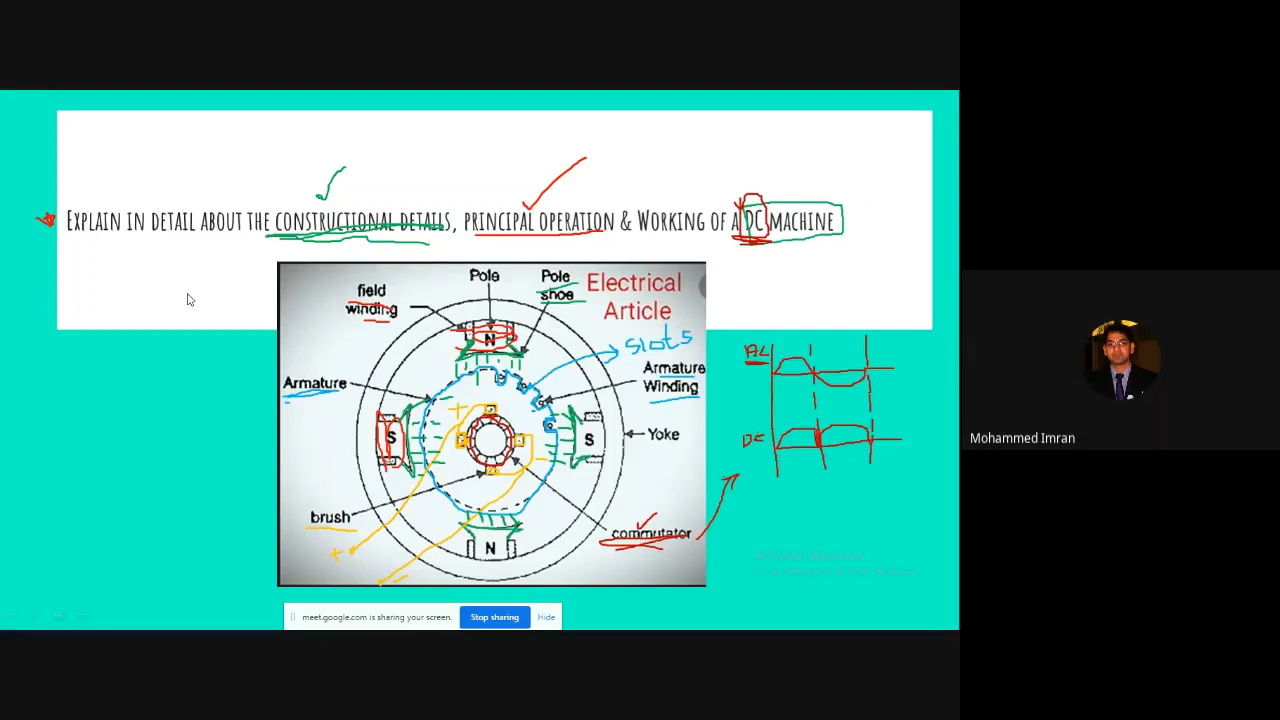 Explain in detail about the constructional details, principal operation & Working of a DC machine
Pole
Pole shoe
field winding
Electrical Article
N
slots
Armature
Armature Winding
S
S
Yoke
brush
commutator
N
+
+
-
AC
DC
Mohammed Imran
meet.google.com is sharing your screen.
Stop sharing
Hide